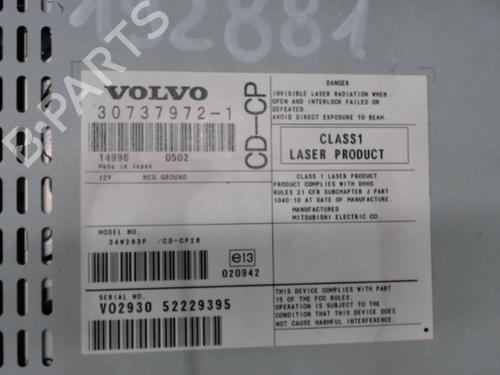 192881
VOLVO
30737972-1
14996 0502
Made in Japan
12V NEG.GROUND
CD-CP
MODEL NO.
34W293P /CD-CP28
e13
020942
SERIAL NO.
VO2930 52229395
DANGER
INVISIBLE LASER RADIATION WHEN
OPEN AND INTERLOCK FAILED OR
DEFEATED.
AVOID DIRECT EXPOSURE TO BEAM.
CLASS1
LASER PRODUCT
CLASS 1 LASER PRODUCT
PRODUCT COMPLIES WITH DHHS
RULES 21 CFR SUBCHAPTER J PART
1040:10 AT DATE OF MANUFACTURE.
MANUFACTURED
MITSUBISHI ELECTRIC CO.
THIS DEVICE COMPLIES WITH PART
15 OF THE FCC RULES.
OPERATION IS SUBJECT TO THE
CONDITION THAT THIS DEVICE DOES
NOT CAUSE HARMFUL INTERFERENCE.
B-PARTS